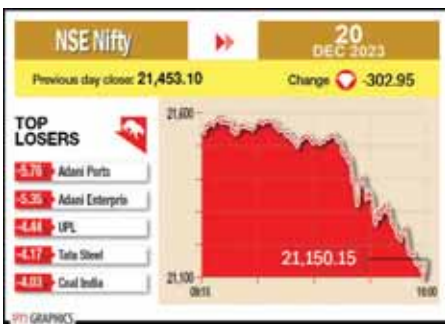 NSE Nifty
20
DEC 2023
Previous day close: 21,453.10
Change -302.95
TOP
LOSERS
-5.76 Adani Ports
-5.35 Adani Enterpris
-4.44 UPL
-4.17 Tata Steel
-4.03 Coal India
21,600
21,150.15
21,100
09:15
16:00
PTI GRAPHICS